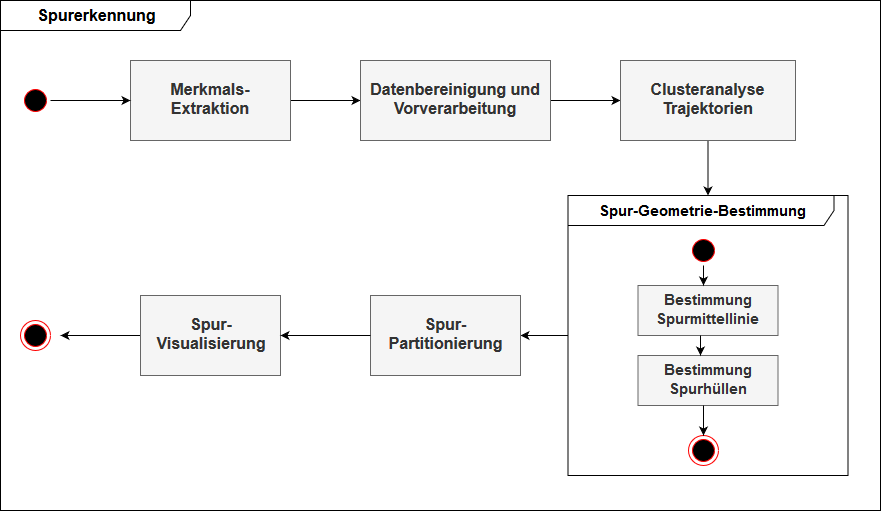 Spurerkennung
Merkmals-
Extraktion
Datenbereinigung und
Vorverarbeitung
Clusteranalyse
Trajektorien
Spur-Geometrie-Bestimmung
Bestimmung
Spurmittellinie
Bestimmung
Spurhüllen
Spur-
Partitionierung
Spur-
Visualisierung